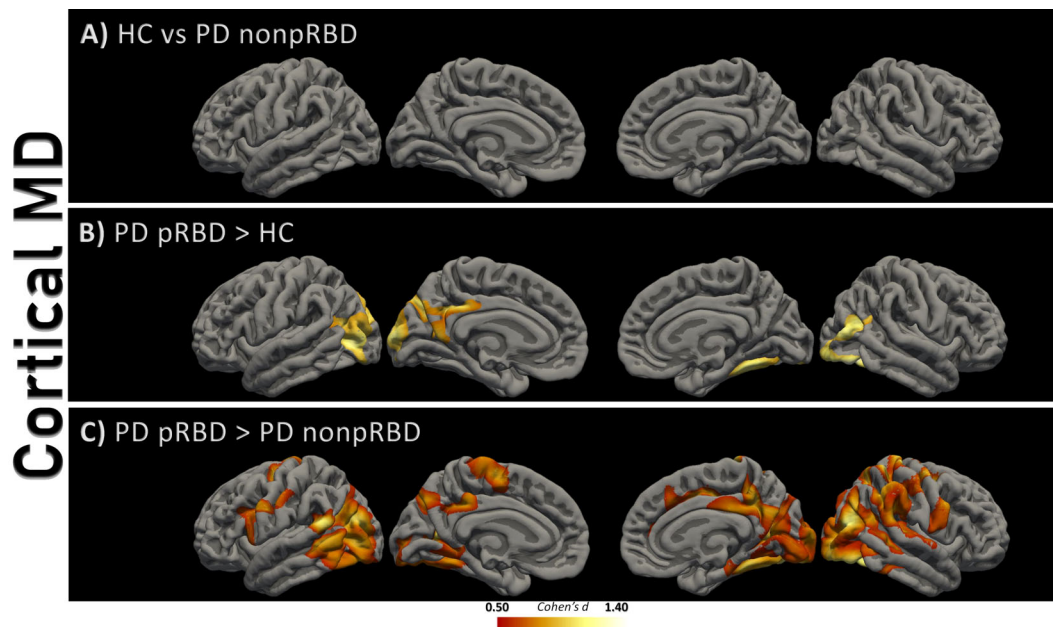 Cortical MD
A) HC vs PD nonpRBD
B) PD pRBD > HC
C) PD pRBD > PD nonpRBD
0.50 Cohen's d 1.40